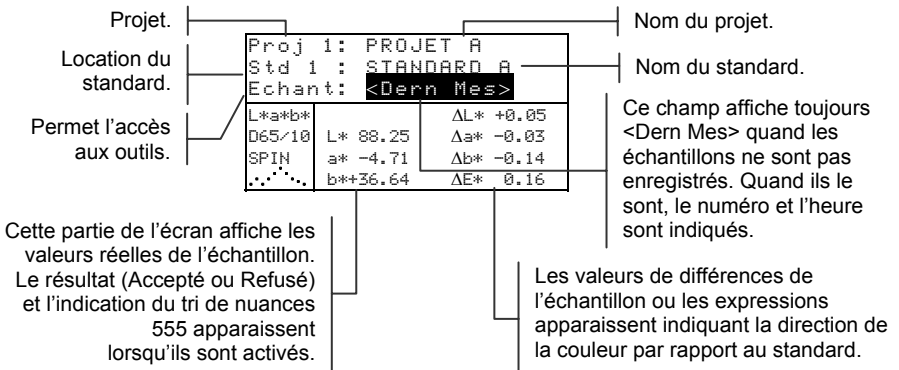 Projet.
Nom du projet.
Location du
standard.
Nom du standard.
Permet l'accès
aux outils.
Proj 1: PROJET A
Std 1 : STANDARD A
Echant: <Dern Mes>
L*a*b*
D65/10
SPIN
L* 88.25
a* -4.71
b*+36.64
ΔL* +0.05
Δa* -0.03
Δb* -0.14
ΔE* 0.16
Ce champ affiche toujours
<Dern Mes> quand les
échantillons ne sont pas
enregistrés. Quand ils le
sont, le numéro et l'heure
sont indiqués.
Cette partie de l'écran affiche les
valeurs réelles de l'échantillon.
Le résultat (Accepté ou Refusé)
et l'indication du tri de nuances
555 apparaissent
lorsqu'ils sont activés.
Les valeurs de différences de
l'échantillon ou les expressions
apparaissent indiquant la direction de
la couleur par rapport au standard.